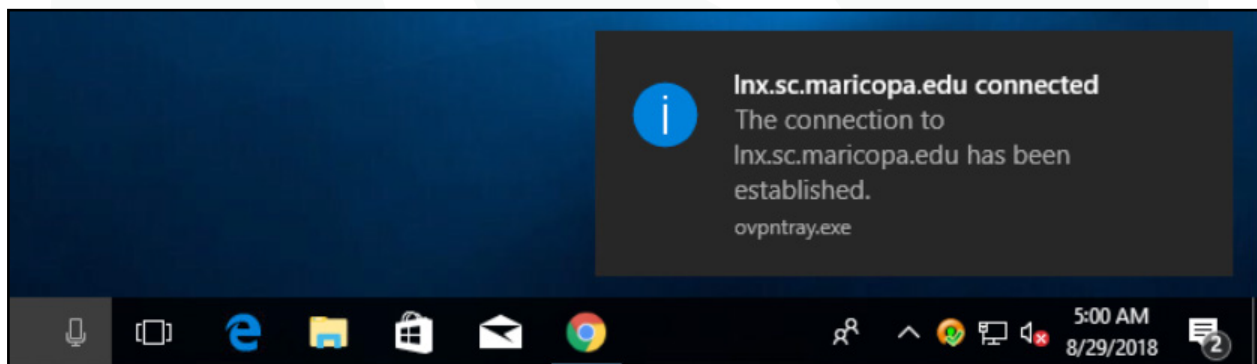 lnx.sc.maricopa.edu connected
The connection to
lnx.sc.maricopa.edu has been
established.
ovpntray.exe
5:00 AM
8/29/2018
2